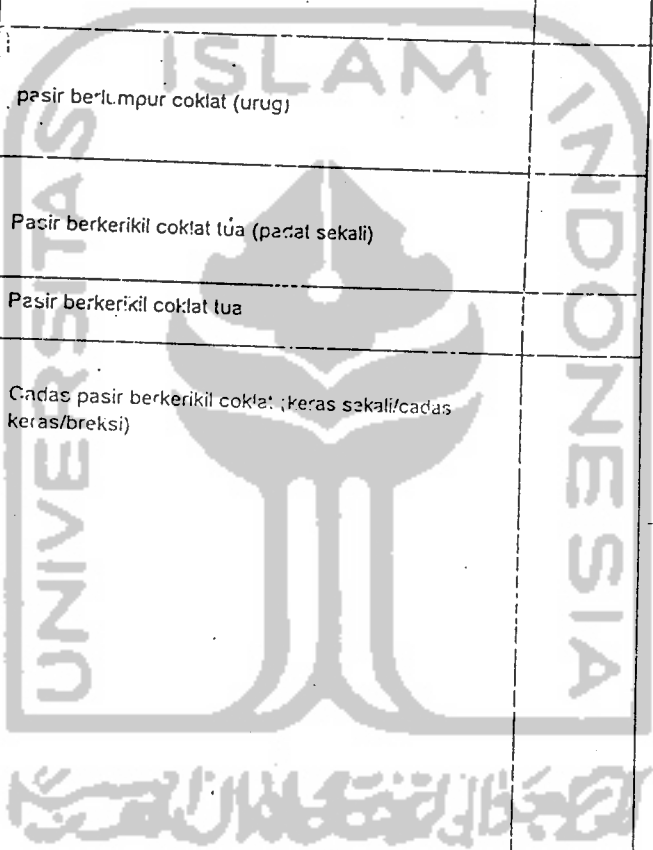 ISLAM
UNIVERSITAS
INDONESIA
pasir berlumpur coklat (urug)
Pasir berkerikil coklat tua (padat sekali)
Pasir berkerikil coklat tua
Cadas pasir berkerikil coklat (keras sekali/cadas
keras/breksi)